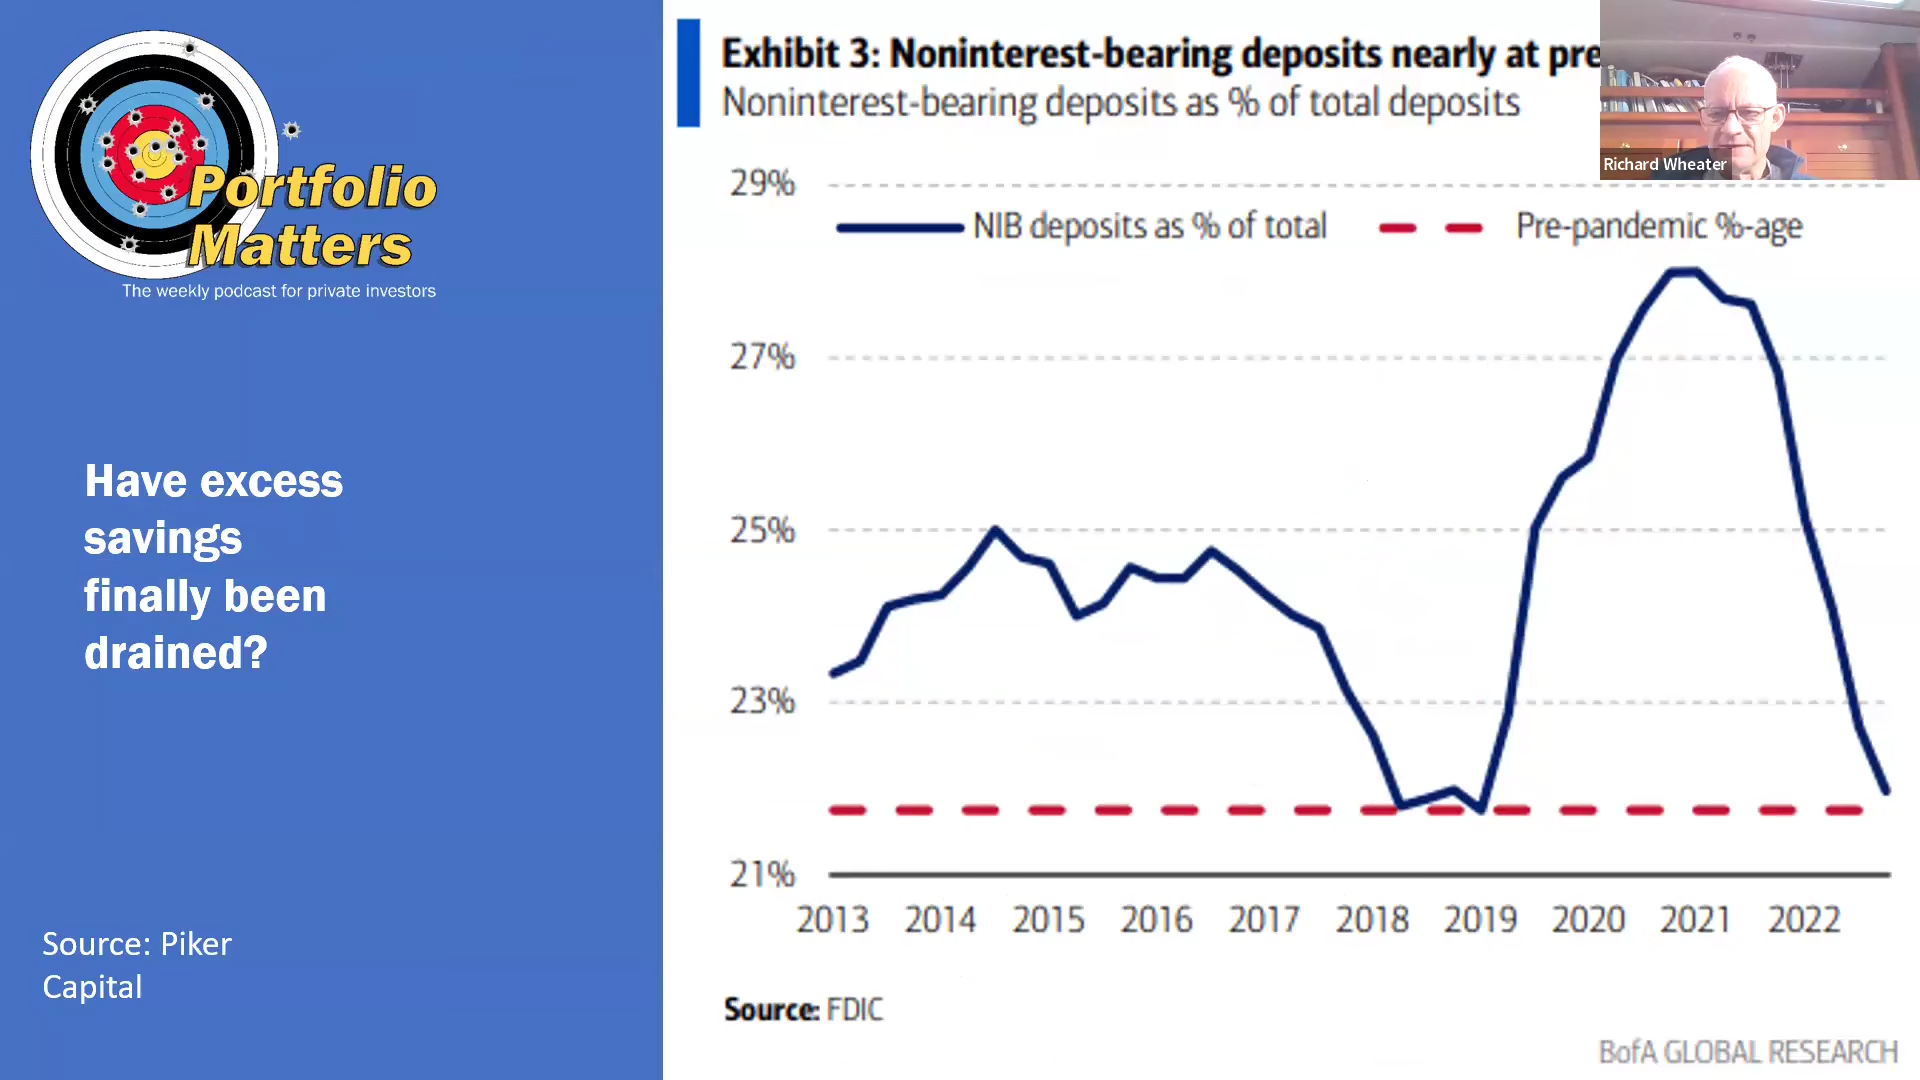 Portfolio
Matters
The weekly podcast for private investors
Have excess
savings
finally been
drained?
Source: Piker
Capital
Exhibit 3: Noninterest-bearing deposits nearly at pre
Noninterest-bearing deposits as % of total deposits
Richard Wheater
29%
NIB deposits as % of total
Pre-pandemic %-age
27%
25%
23%
21%
2013 2014 2015 2016 2017 2018 2019 2020 2021 2022
Source: FDIC
BofA GLOBAL RESEARCH